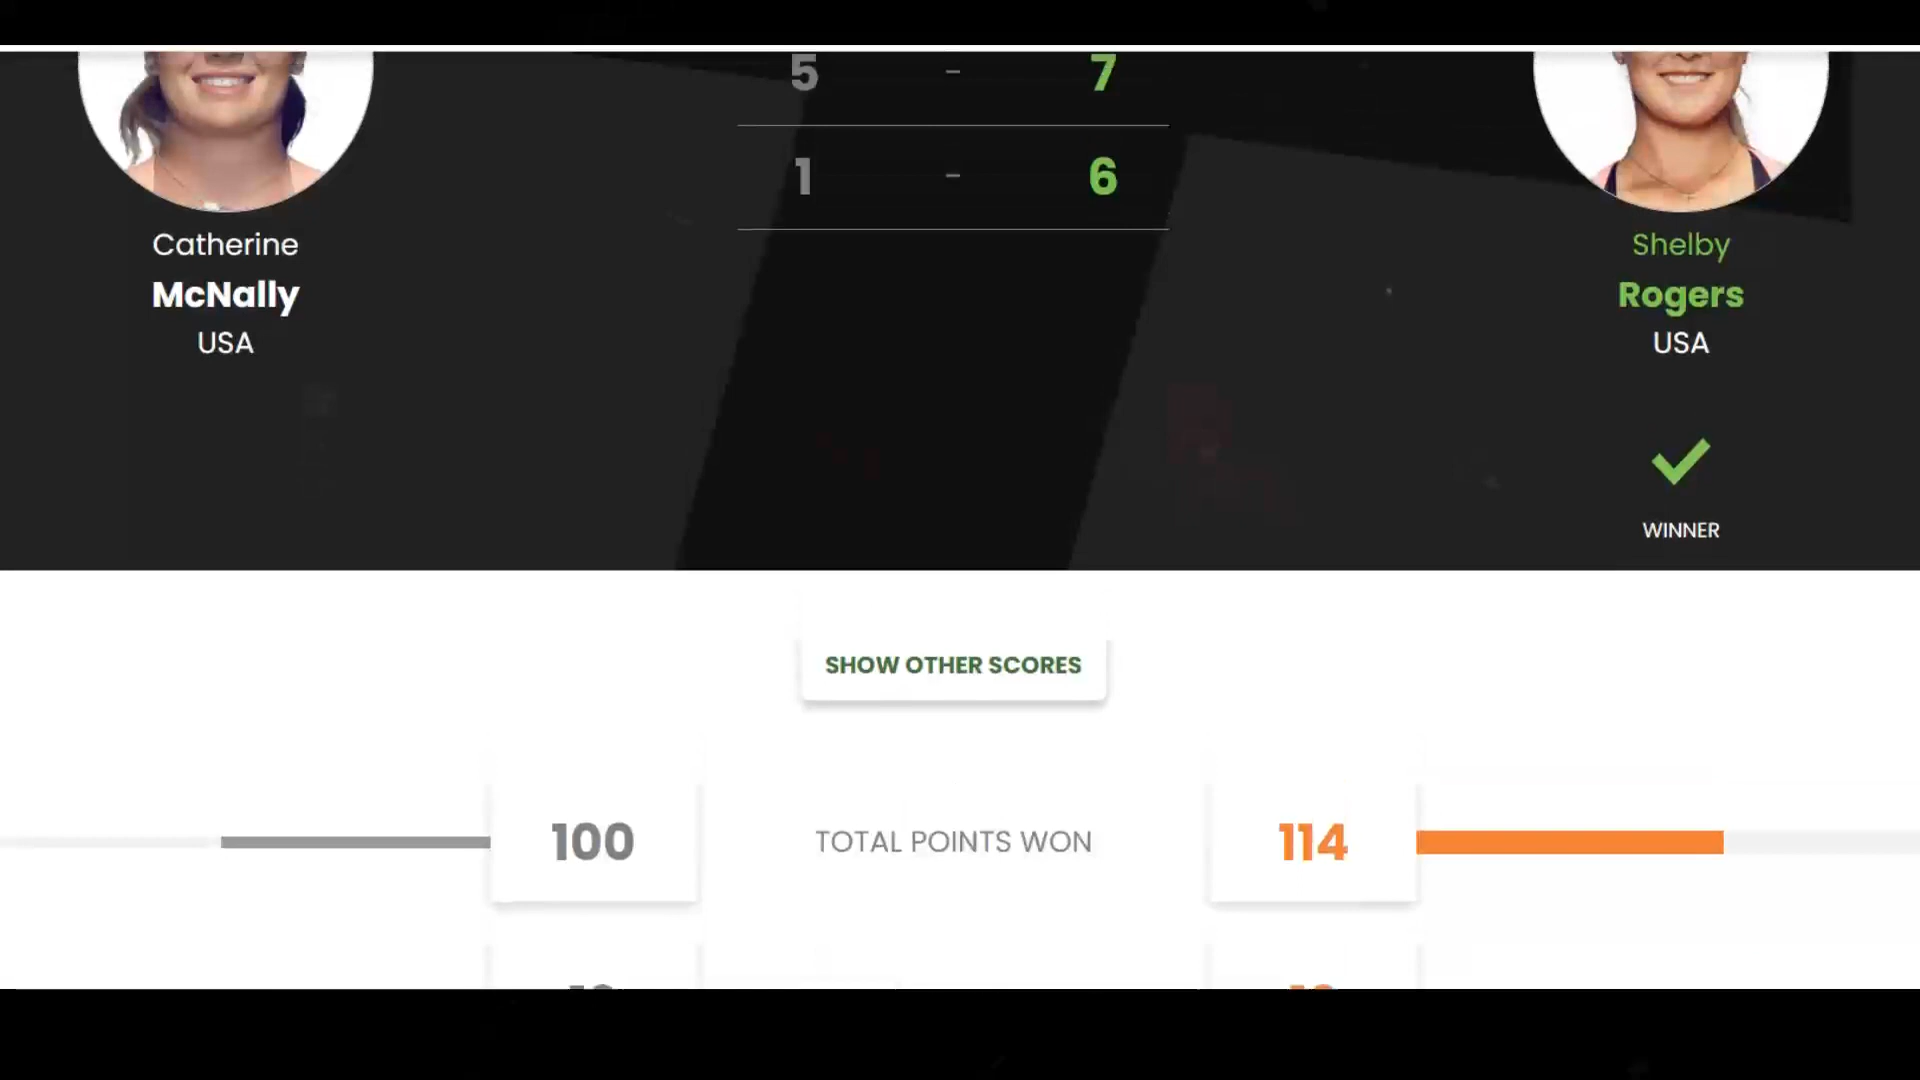 5 - 7
1 - 6
Catherine
McNally
USA
Shelby
Rogers
USA
WINNER
SHOW OTHER SCORES
100 TOTAL POINTS WON 114